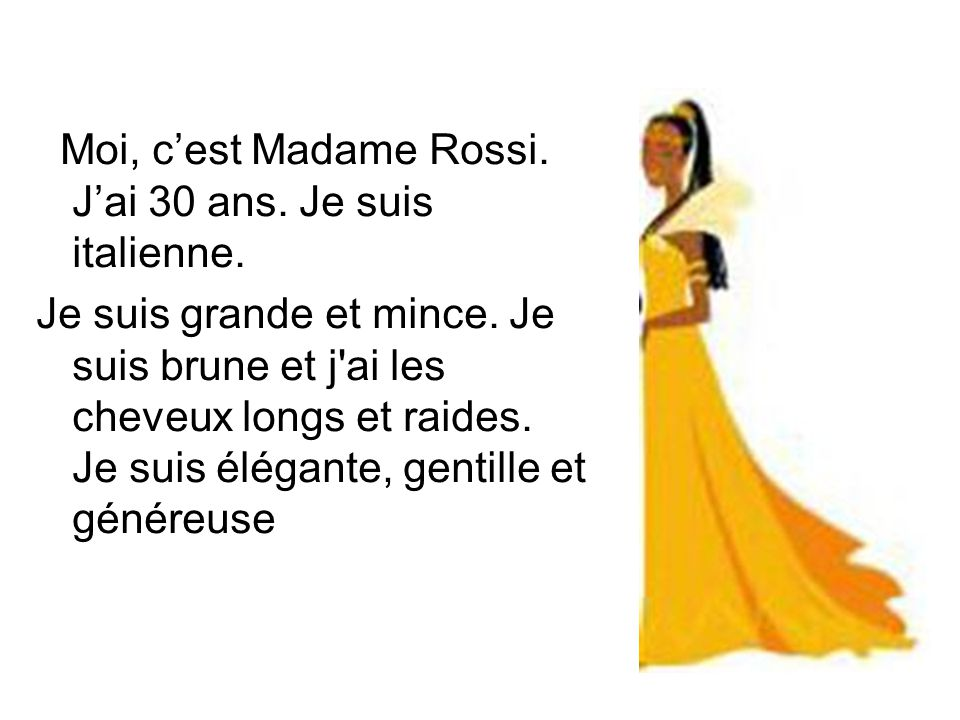 Moi, c’est Madame Rossi.
J’ai 30 ans. Je suis
italienne.
Je suis grande et mince. Je
suis brune et j'ai les
cheveux longs et raides.
Je suis élégante, gentille et
généreuse